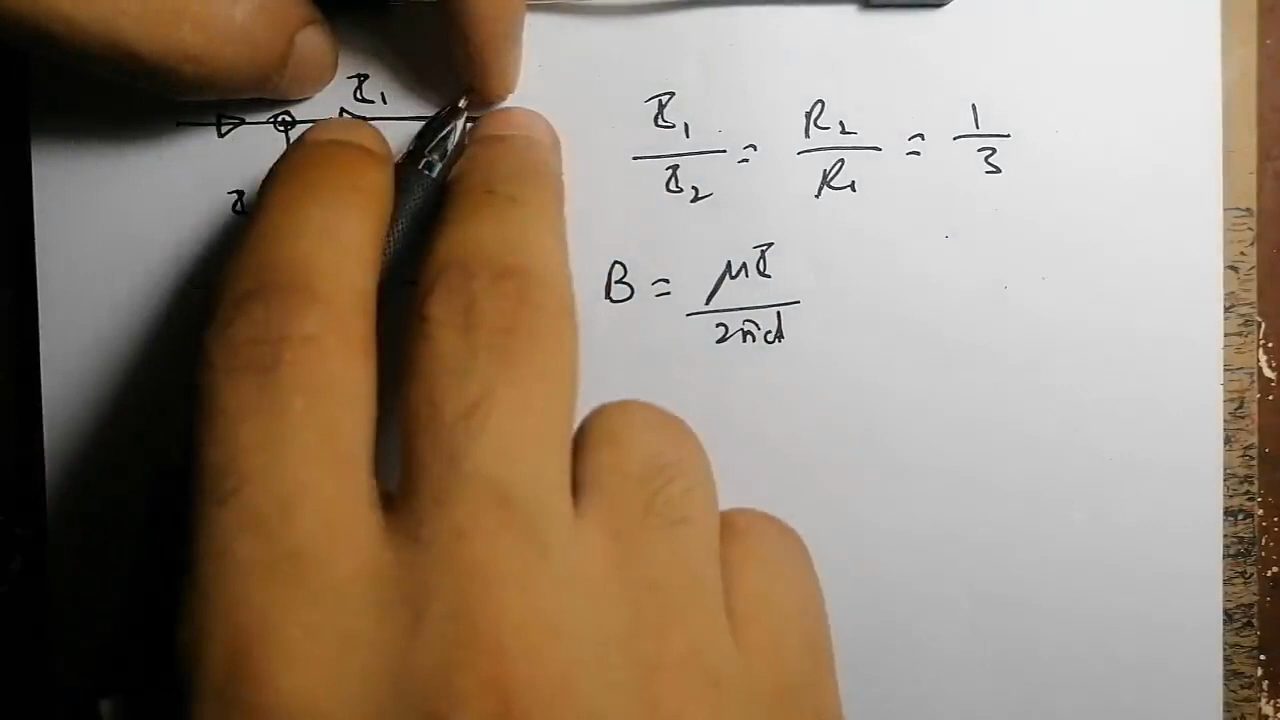 I₁
I
I₁/I₂ = R₂/R₁ = 1/3
B = μI/2πd